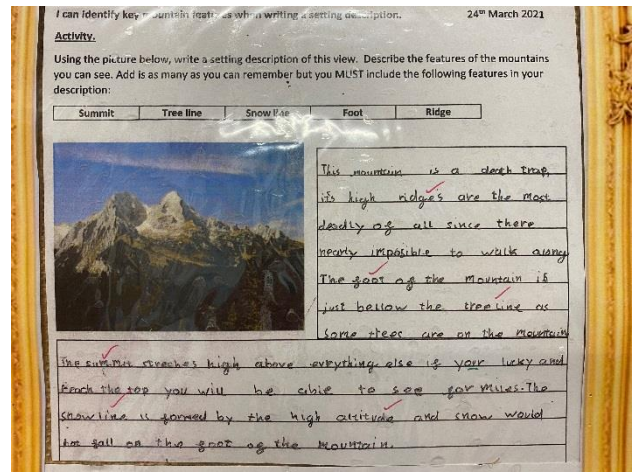 I can identify key mountain features when writing a setting description.
24th March 2021
Activity.
Using the picture below, write a setting description of this view. Describe the features of the mountains
you can see. Add is as many as you can remember but you MUST include the following features in your
description:
Summit Tree line Snow line Foot Ridge
This mountain is a death trap,
it's high ridges are the most
deadly of all since there
nearly imposible to walk along
The foot of the mountain is
just bellow the treeline as
some trees are on the mountain
The summit streches high above everything else if your lucky and
reach the top you will be able to see for miles. The
snowline is formed by the high altitude and snow would
not fall on the foot of the mountain.